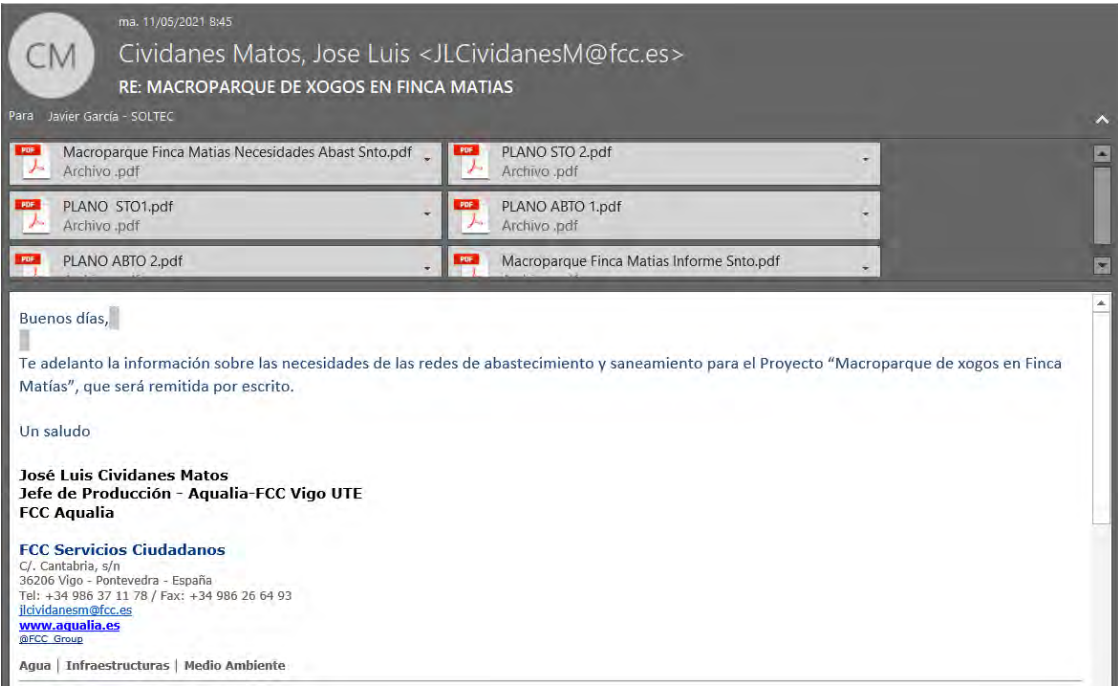 ma. 11/05/2021 8:45
CM
Cividanes Matos, Jose Luis <JLCividanesM@fcc.es>
RE: MACROPARQUE DE XOGOS EN FINCA MATIAS
Para Javier García - SOLTEC
PDF Macroparque Finca Matias Necesidades Abast Snto.pdf
Archivo .pdf
PDF PLANO STO 2.pdf
Archivo .pdf
PDF PLANO STO1.pdf
Archivo .pdf
PDF PLANO ABTO 1.pdf
Archivo .pdf
PDF PLANO ABTO 2.pdf
PDF Macroparque Finca Matias Informe Snto.pdf
Buenos días,
Te adelanto la información sobre las necesidades de las redes de abastecimiento y saneamiento para el Proyecto “Macroparque de xogos en Finca
Matías”, que será remitida por escrito.
Un saludo
José Luis Cividanes Matos
Jefe de Producción - Aqualia-FCC Vigo UTE
FCC Aqualia
FCC Servicios Ciudadanos
C/. Cantabria, s/n
36206 Vigo - Pontevedra - España
Tel: +34 986 37 11 78 / Fax: +34 986 26 64 93
jlcividanesm@fcc.es
www.aqualia.es
@FCC_Group
Agua | Infraestructuras | Medio Ambiente